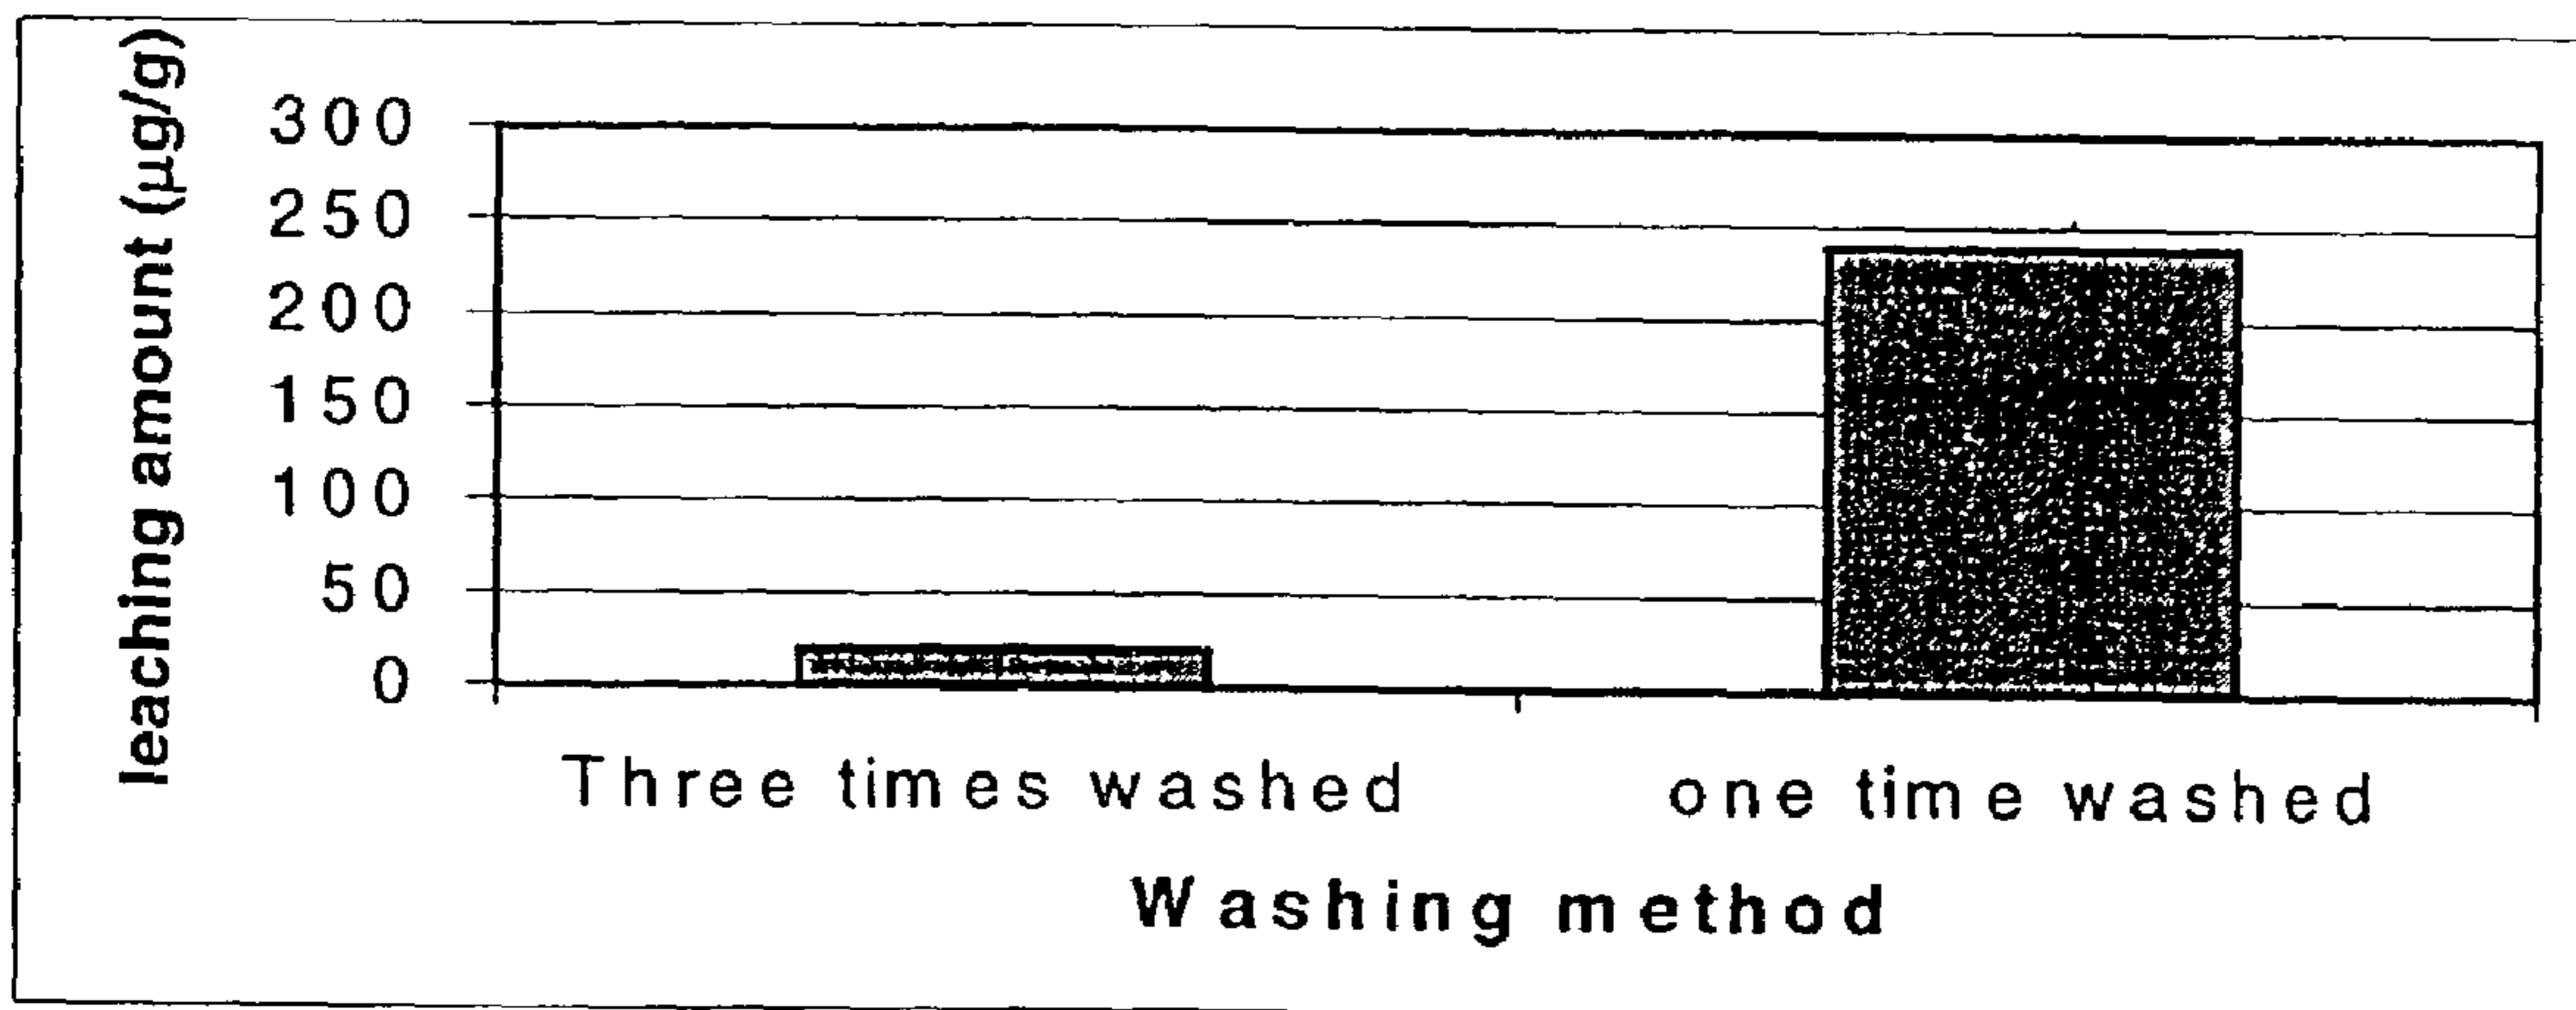 leaching amount (µg/g)
300
250
200
150
100
50
0
Three times washed
one time washed
Washing method